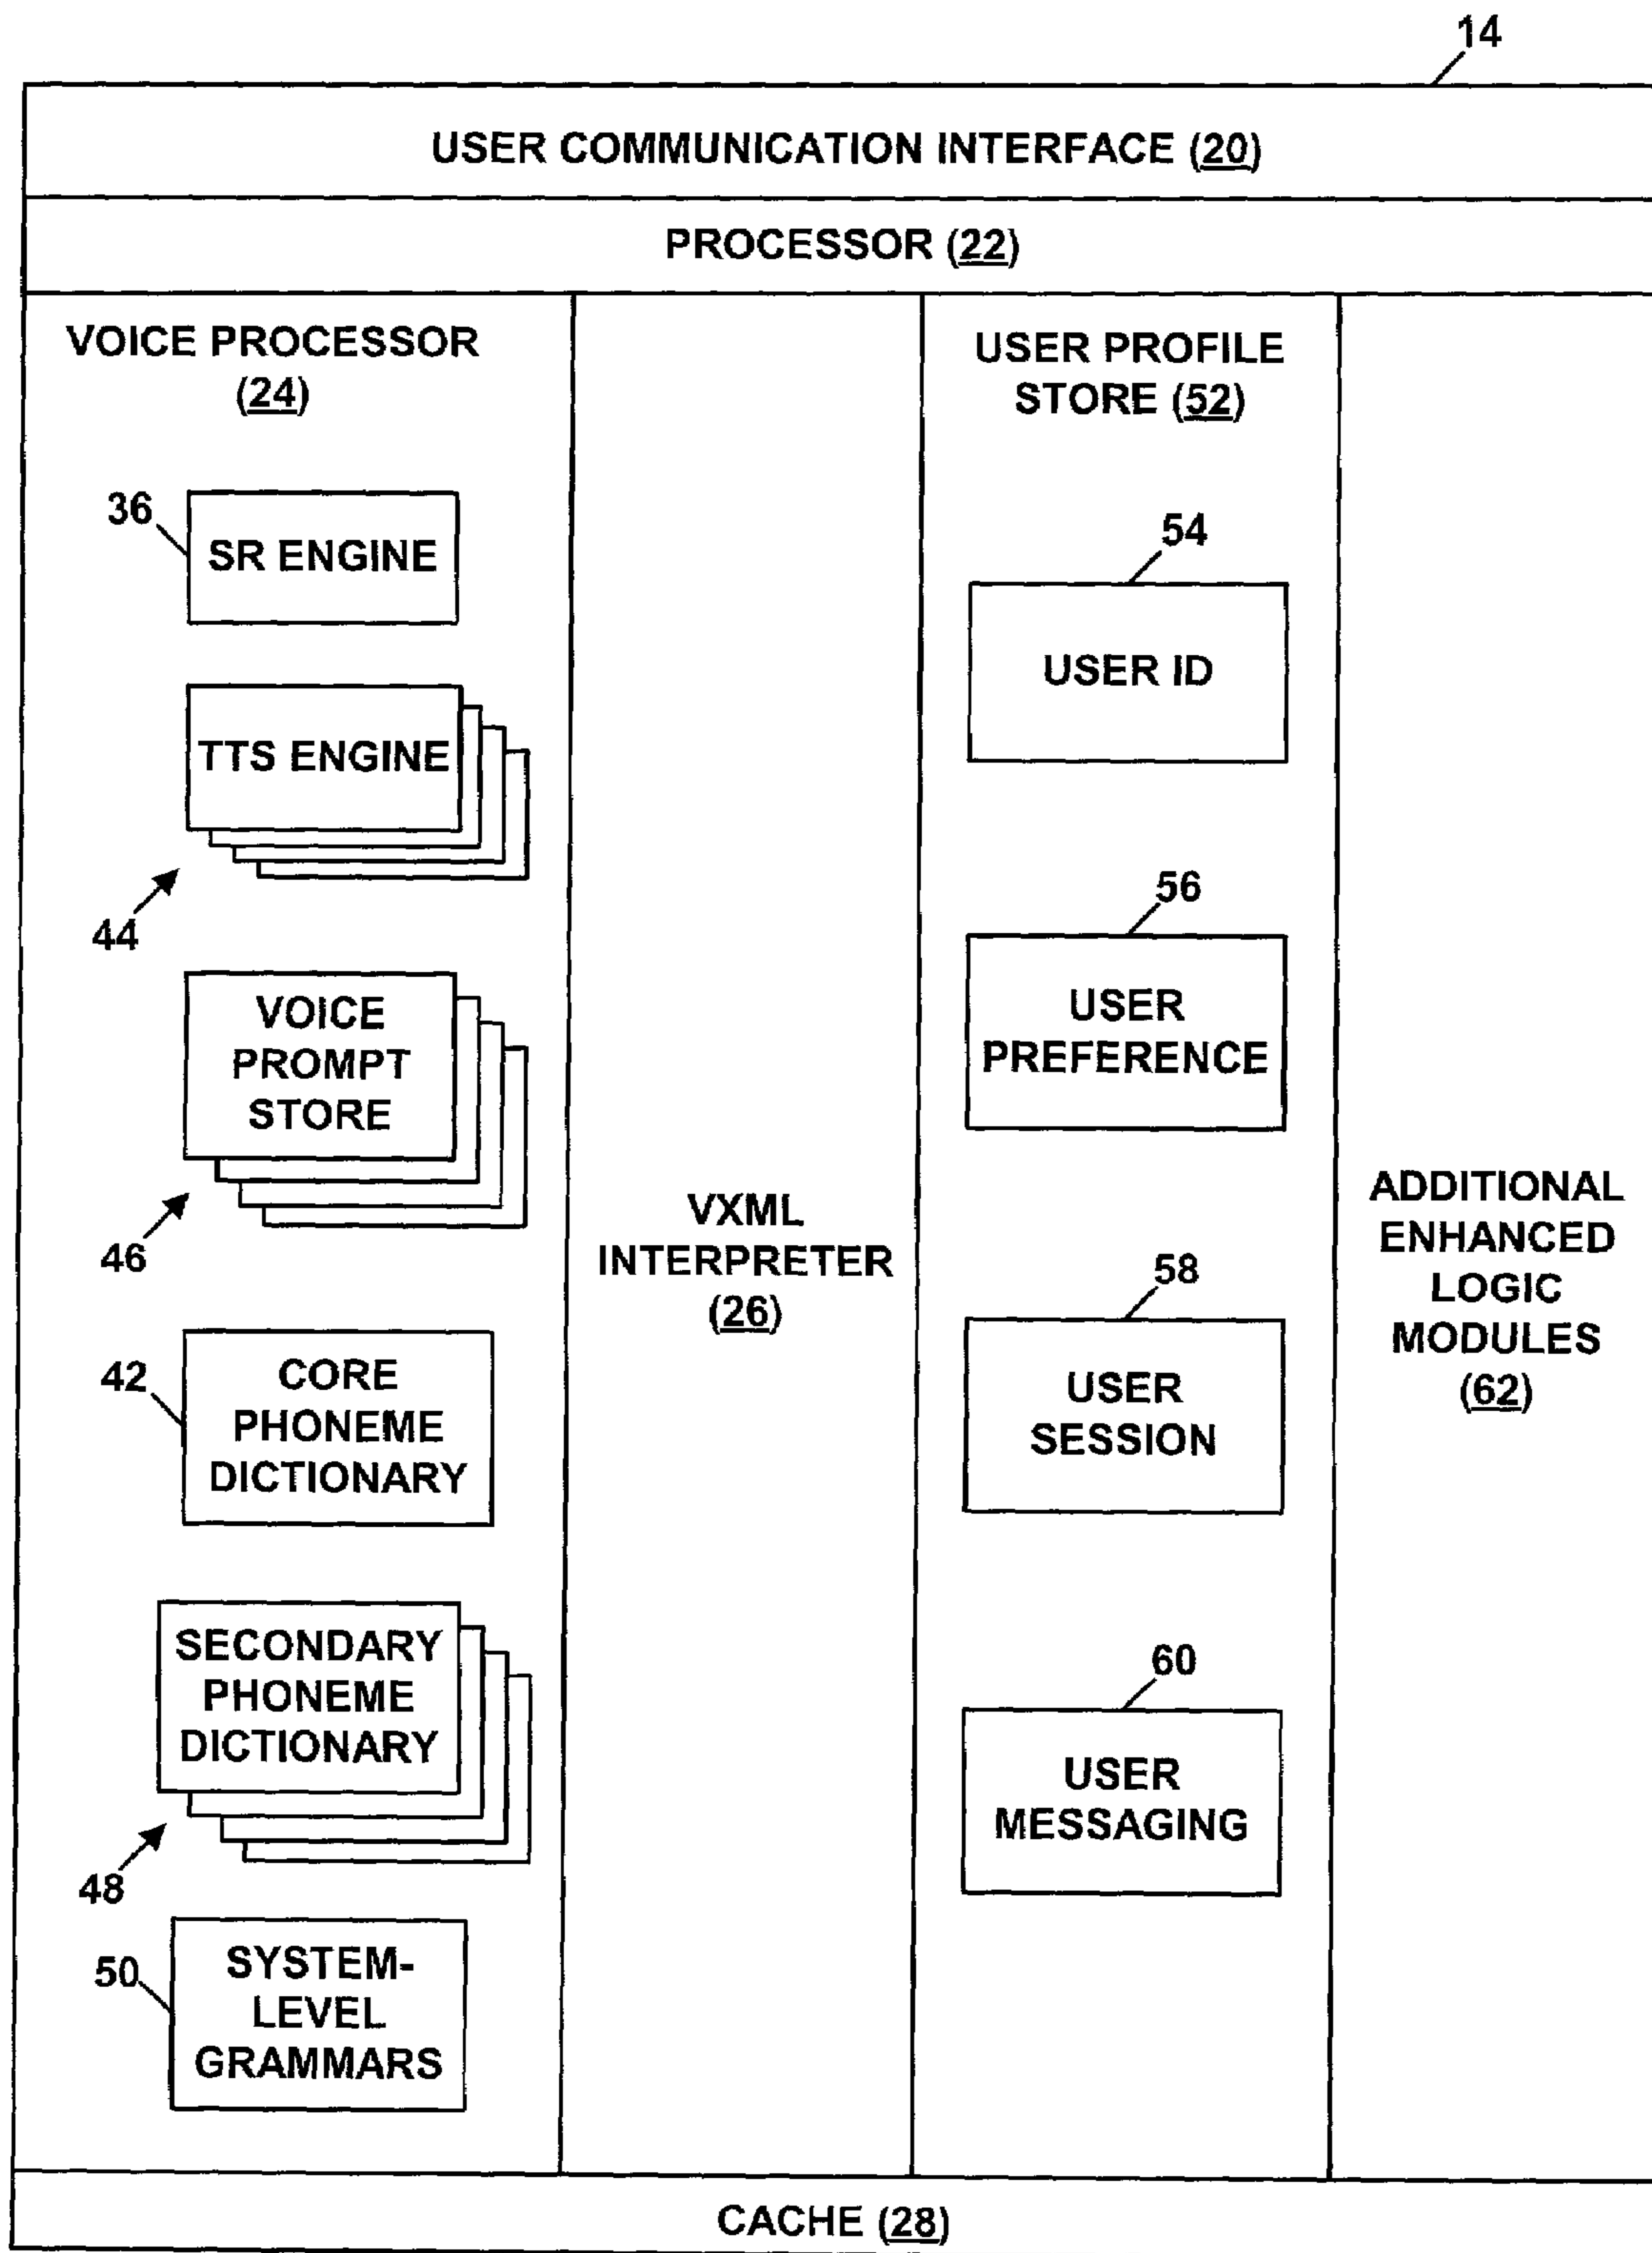 14
USER COMMUNICATION INTERFACE (20)
PROCESSOR (22)
VOICE PROCESSOR
(24)
36
SR ENGINE
TTS ENGINE
44
VOICE
PROMPT
STORE
46
42
CORE
PHONEME
DICTIONARY
SECONDARY
PHONEME
DICTIONARY
48
50
SYSTEM-
LEVEL
GRAMMARS
VXML
INTERPRETER
(26)
USER PROFILE
STORE (52)
54
USER ID
56
USER
PREFERENCE
58
USER
SESSION
60
USER
MESSAGING
ADDITIONAL
ENHANCED
LOGIC
MODULES
(62)
CACHE (28)